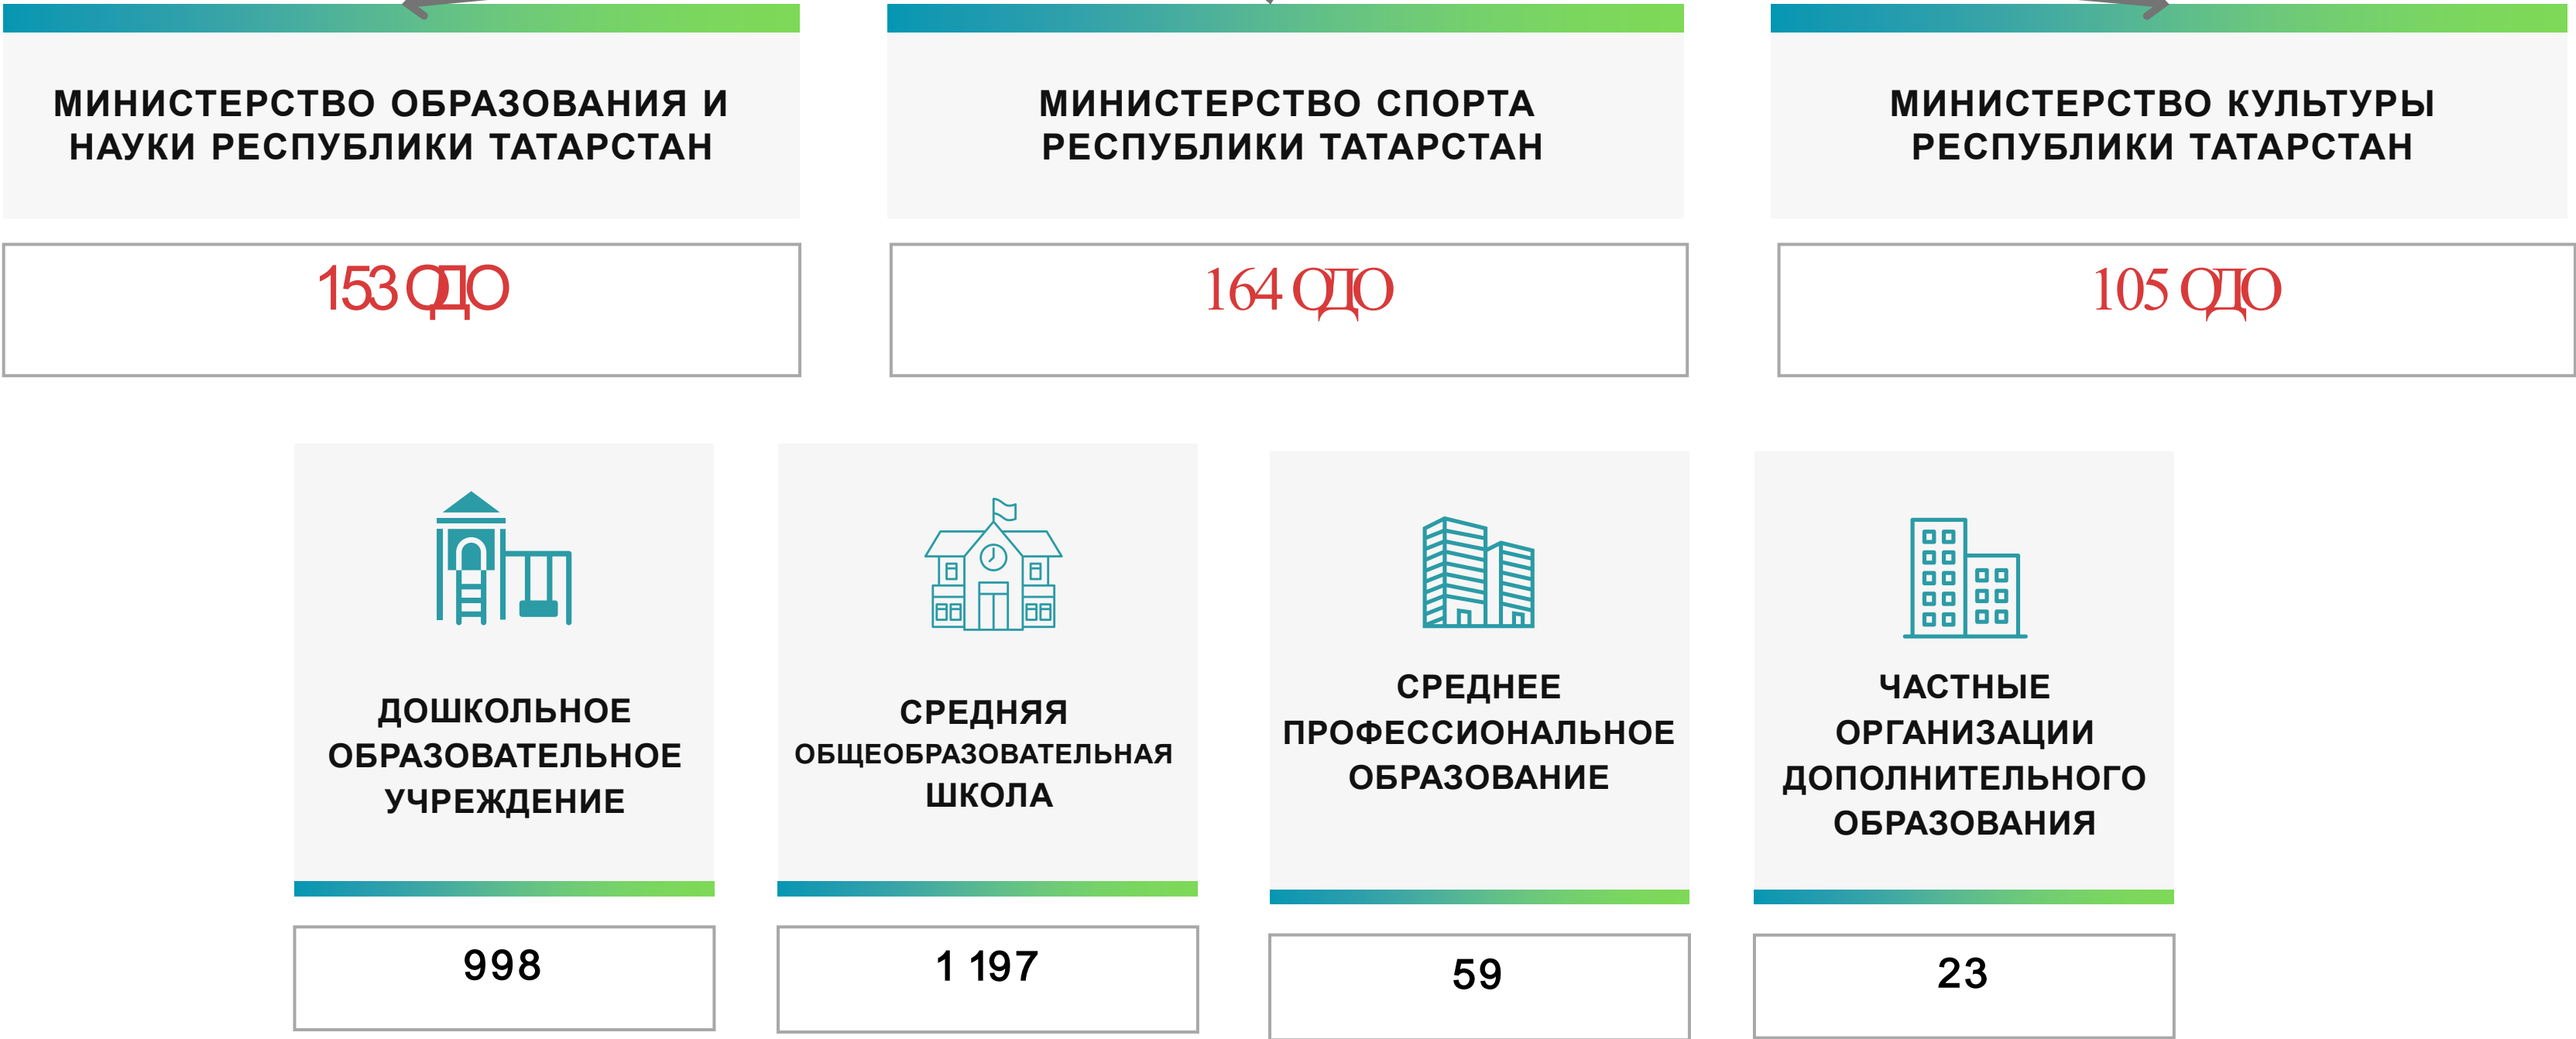 МИНИСТЕРСТВО ОБРАЗОВАНИЯ И
НАУКИ РЕСПУБЛИКИ ТАТАРСТАН
153 ОДО
МИНИСТЕРСТВО СПОРТА
РЕСПУБЛИКИ ТАТАРСТАН
164 ОДО
МИНИСТЕРСТВО КУЛЬТУРЫ
РЕСПУБЛИКИ ТАТАРСТАН
105 ОДО
ДОШКОЛЬНОЕ
ОБРАЗОВАТЕЛЬНОЕ
УЧРЕЖДЕНИЕ
998
СРЕДНЯЯ
ОБЩЕОБРАЗОВАТЕЛЬНАЯ
ШКОЛА
1 197
СРЕДНЕЕ
ПРОФЕССИОНАЛЬНОЕ
ОБРАЗОВАНИЕ
59
ЧАСТНЫЕ
ОРГАНИЗАЦИИ
ДОПОЛНИТЕЛЬНОГО
ОБРАЗОВАНИЯ
23